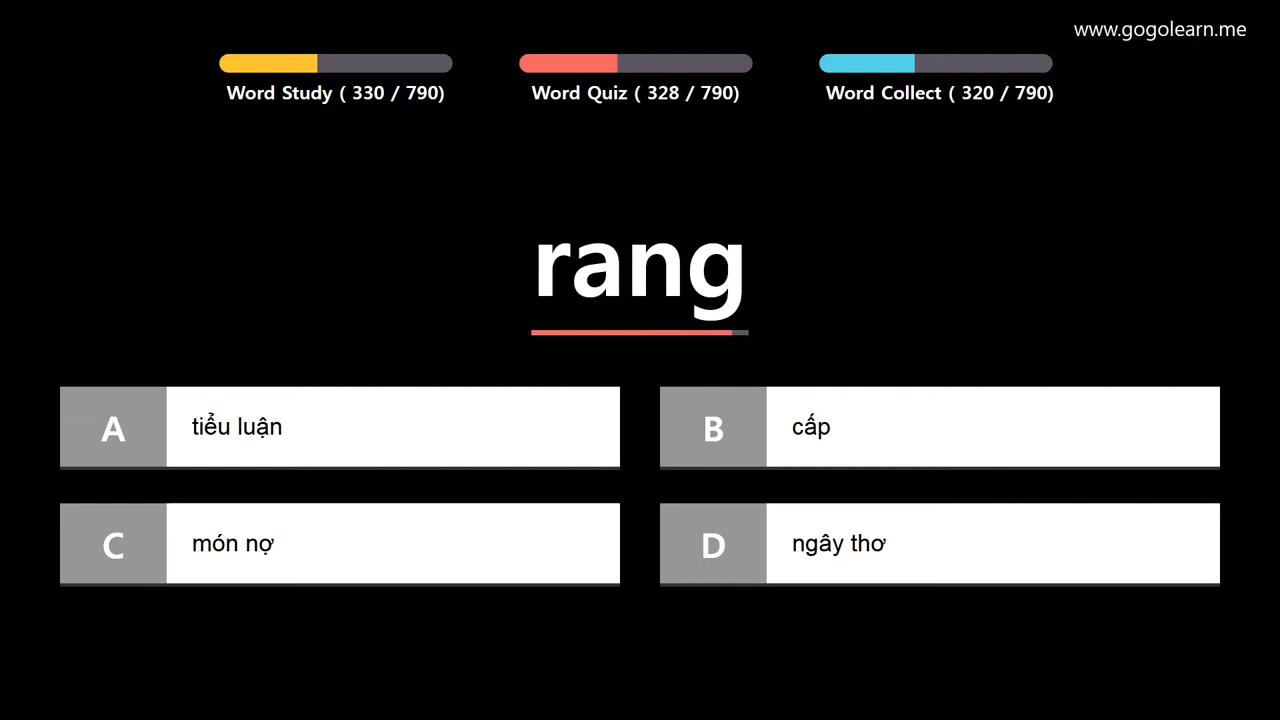 www.gogolearn.me
Word Study ( 330 / 790)
Word Quiz ( 328 / 790)
Word Collect ( 320 / 790)
rang
A
tiểu luận
B
cấp
C
món nợ
D
ngây thơ